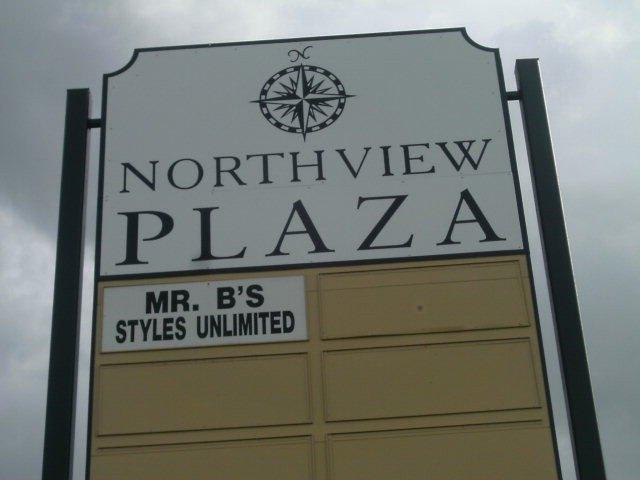 N
NORTHVIEW
PLAZA
MR. B'S
STYLES UNLIMITED